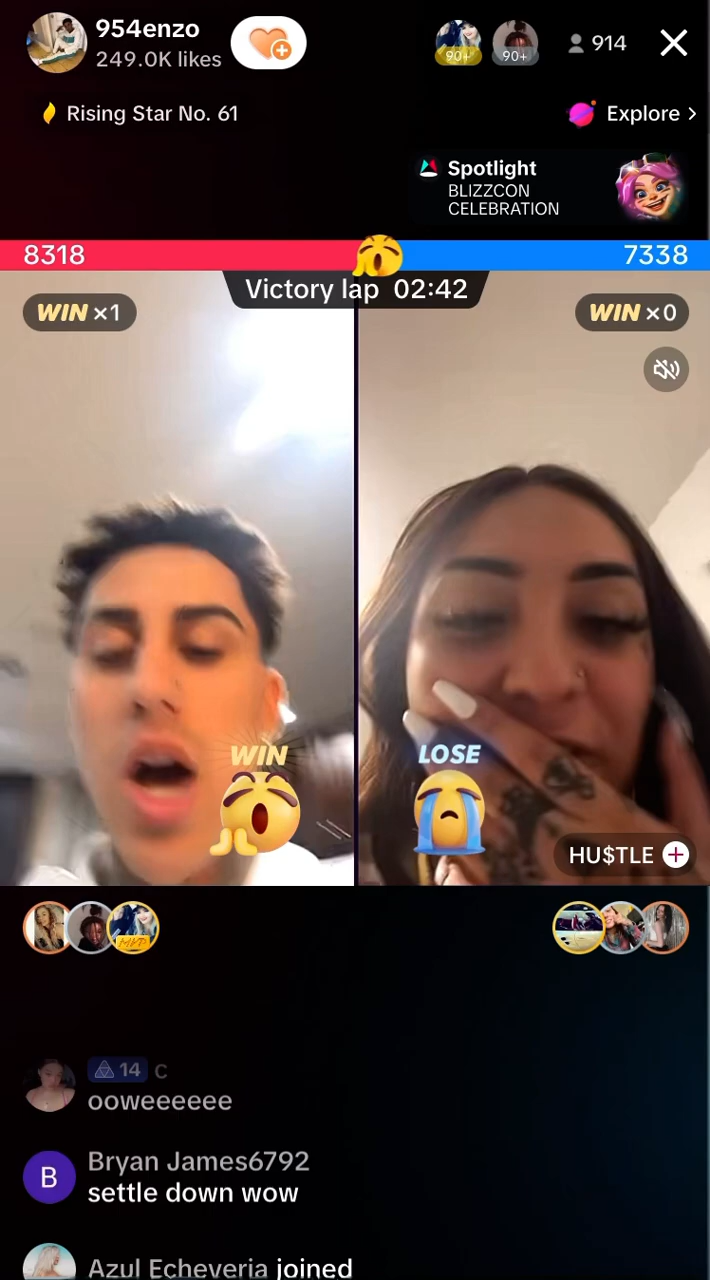 954enzo
249.0K likes
90+
90+
914
Rising Star No. 61
Explore >
Spotlight
BLIZZCON
CELEBRATION
8318
7338
Victory lap 02:42
WIN ×1
WIN ×0
WIN
LOSE
HU$TLE
MVP
14 C
ooweeeeee
B
Bryan James6792
settle down wow
Azul Echeveria joined